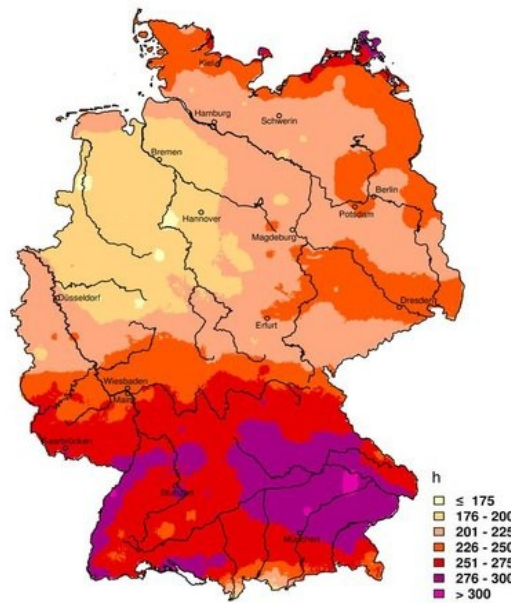 Kiel
Hamburg
Schwerin
Bremen
Berlin
Hannover
Potsdam
Magdeburg
Düsseldorf
Dresden
Erfurt
Wiesbaden
Mainz
Saarbrücken
Stuttgart
München
h
≤ 175
176 - 200
201 - 225
226 - 250
251 - 275
276 - 300
> 300